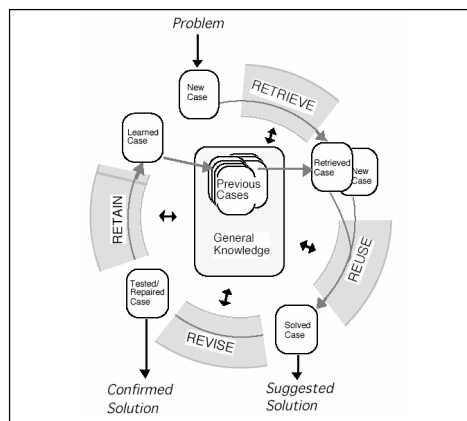 Problem
New
Case
RETRIEVE
Learned
Case
Retrieved
Case
New
Case
Previous
Cases
General
Knowledge
RETAIN
REUSE
Tested/
Repaired
Case
REVISE
Solved
Case
Confirmed
Solution
Suggested
Solution